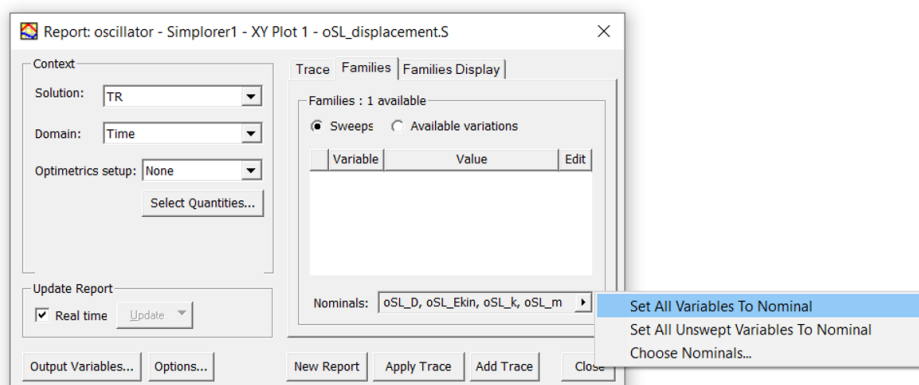 Report: oscillator - Simplorer1 - XY Plot 1 - oSL_displacement.S
Context
Solution: TR
Domain: Time
Optimetrics setup: None
Select Quantities...
Update Report
Real time Update
Output Variables... Options...
Trace Families Families Display
Families : 1 available
Sweeps Available variations
Variable Value Edit
Nominals: oSL_D, oSL_Ekin, oSL_k, oSL_m
New Report Apply Trace Add Trace Close
Set All Variables To Nominal
Set All Unswept Variables To Nominal
Choose Nominals...